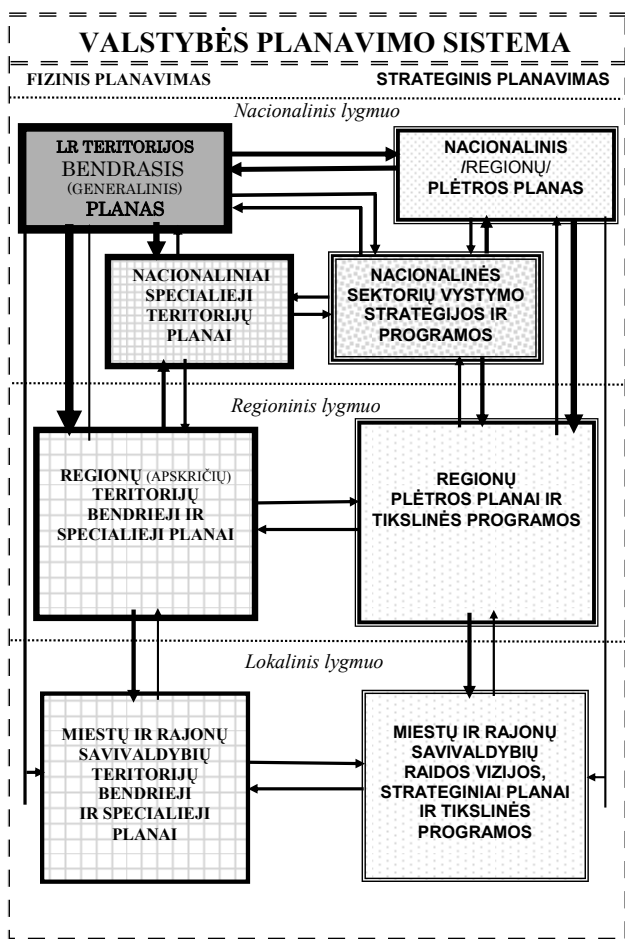 VALSTYBĖS PLANAVIMO SISTEMA
FIZINIS PLANAVIMAS
STRATEGINIS PLANAVIMAS
Nacionalinis lygmuo
LR TERITORIJOS
BENDRASIS
(GENERALINIS)
PLANAS
NACIONALINIS
/REGIONŲ/
PLĖTROS PLANAS
NACIONALINIAI
SPECIALIEJI
TERITORIJŲ
PLANAI
NACIONALINĖS
SEKTORIŲ VYSTYMO
STRATEGIJOS IR
PROGRAMOS
Regioninis lygmuo
REGIONŲ (APSKRIČIŲ)
TERITORIJŲ
BENDRIEJI IR
SPECIALIEJI PLANAI
REGIONŲ
PLĖTROS PLANAI IR
TIKSLINĖS PROGRAMOS
Lokalinis lygmuo
MIESTŲ IR RAJONŲ
SAVIVALDYBIŲ
TERITORIJŲ
BENDRIEJI
IR SPECIALIEJI
PLANAI
MIESTŲ IR RAJONŲ
SAVIVALDYBIŲ
RAIDOS VIZIJOS,
STRATEGINIAI PLANAI
IR TIKSLINĖS
PROGRAMOS